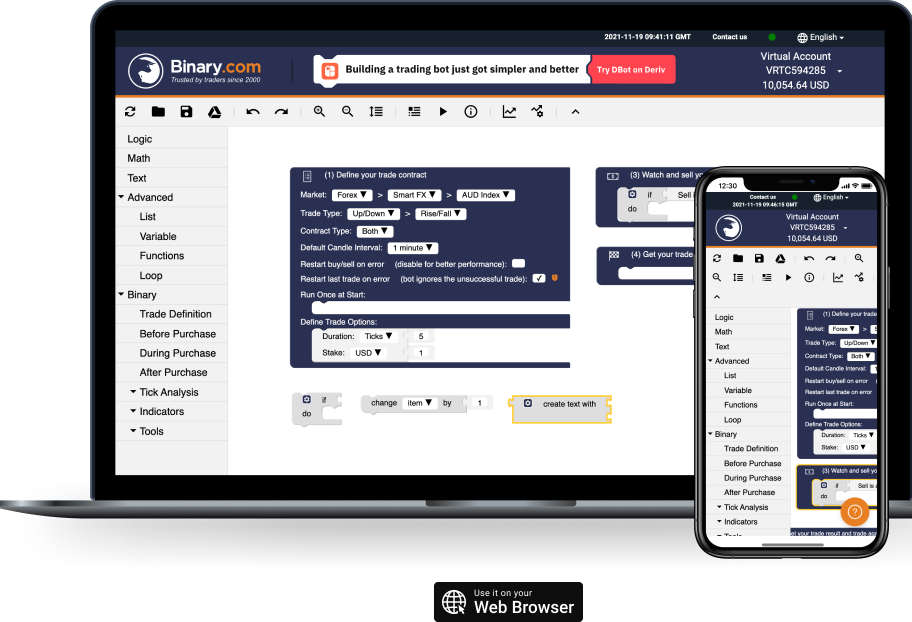 2021-11-19 09:41:11 GMT Contact us English
Binary.com
Trusted by traders since 2000
Building a trading bot just got simpler and better
Try DBot on Deriv
Virtual Account
VRTC594285
10,054.64 USD
Logic
Math
Text
Advanced
List
Variable
Functions
Loop
Binary
Trade Definition
Before Purchase
During Purchase
After Purchase
Tick Analysis
Indicators
Tools
(1) Define your trade contract
Market: Forex > Smart FX > AUD Index
Trade Type: Up/Down > Rise/Fall
Contract Type: Both
Default Candle Interval: 1 minute
Restart buy/sell on error (disable for better performance):
Restart last trade on error (bot ignores the unsuccessful trade):
Run Once at Start:
Define Trade Options:
Duration: Ticks 5
Stake: USD 1
if
do
change item by 1
create text with
(3) Watch and sell yo
if Sell is
do
(4) Get your trade
12:30
Contact us English
2021-11-19 09:46:15 GMT
Virtual Account
VRTC594285
10,054.64 USD
Logic
Math
Text
Advanced
List
Variable
Functions
Loop
Binary
Trade Definition
Before Purchase
During Purchase
After Purchase
Tick Analysis
Indicators
Tools
(1) Define your trade
Market: Forex >
Trade Type: Up/Down
Contract Type: Both
Default Candle Interval: 1
Restart buy/sell on error
Restart last trade on error
Run Once at Start:
Define Trade Options:
Duration: Ticks
Stake: USD
(3) Watch and sell yo
if Sell is a
do
et your trade result and trade aga
Use it on your
Web Browser